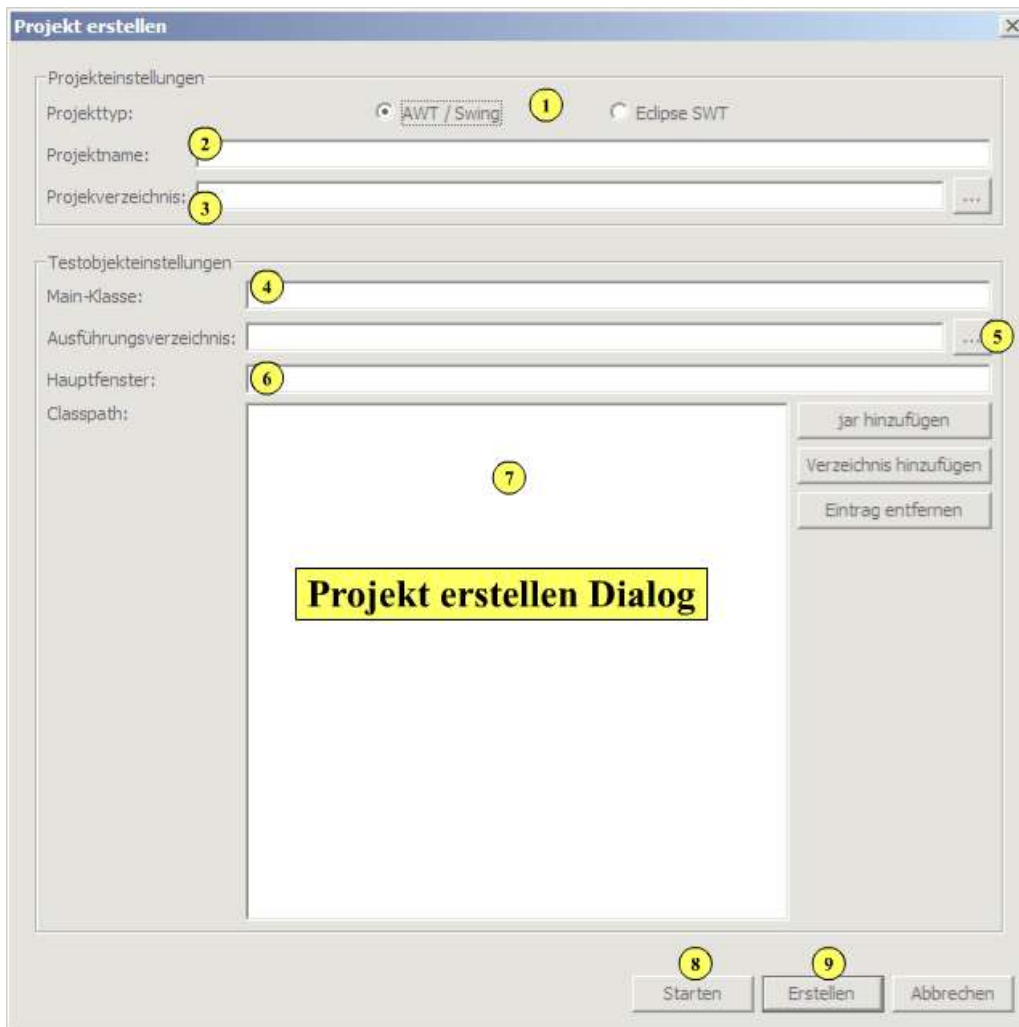 Projekt erstellen
Projekteinstellungen
Projekttyp: AWT / Swing 1 Eclipse SWT
2
Projektname:
Projekverzeichnis: ...
3
Testobjekteinstellungen
4
Main-Klasse:
Ausführungsverzeichnis: ... 5
Hauptfenster: 6
Classpath: jar hinzufügen
Verzeichnis hinzufügen
7
Eintrag entfernen
Projekt erstellen Dialog
8 9
Starten Erstellen Abbrechen